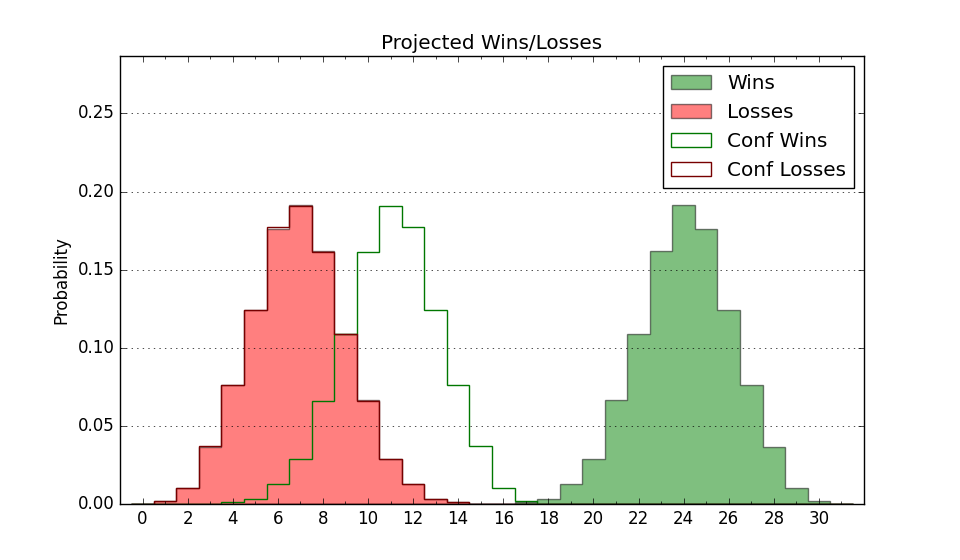 Projected Wins/Losses
Wins
Losses
Conf Wins
Conf Losses
Probability
0.25
0.20
0.15
0.10
0.05
0.00
0 2 4 6 8 10 12 14 16 18 20 22 24 26 28 30